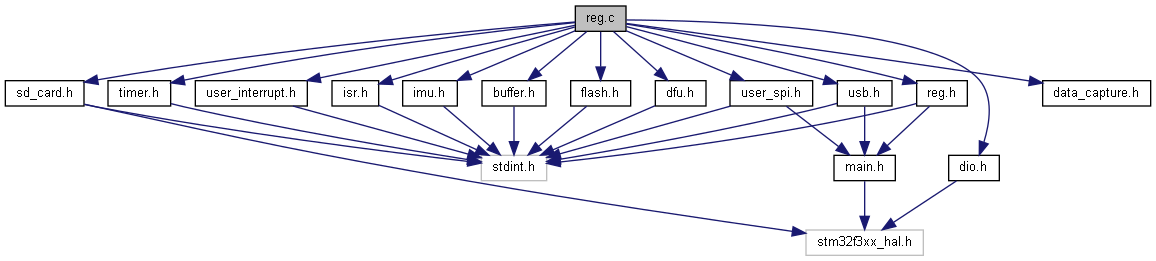 reg.c
sd_card.h
timer.h
user_interrupt.h
isr.h
imu.h
buffer.h
flash.h
dfu.h
user_spi.h
usb.h
reg.h
data_capture.h
stdint.h
main.h
dio.h
stm32f3xx_hal.h